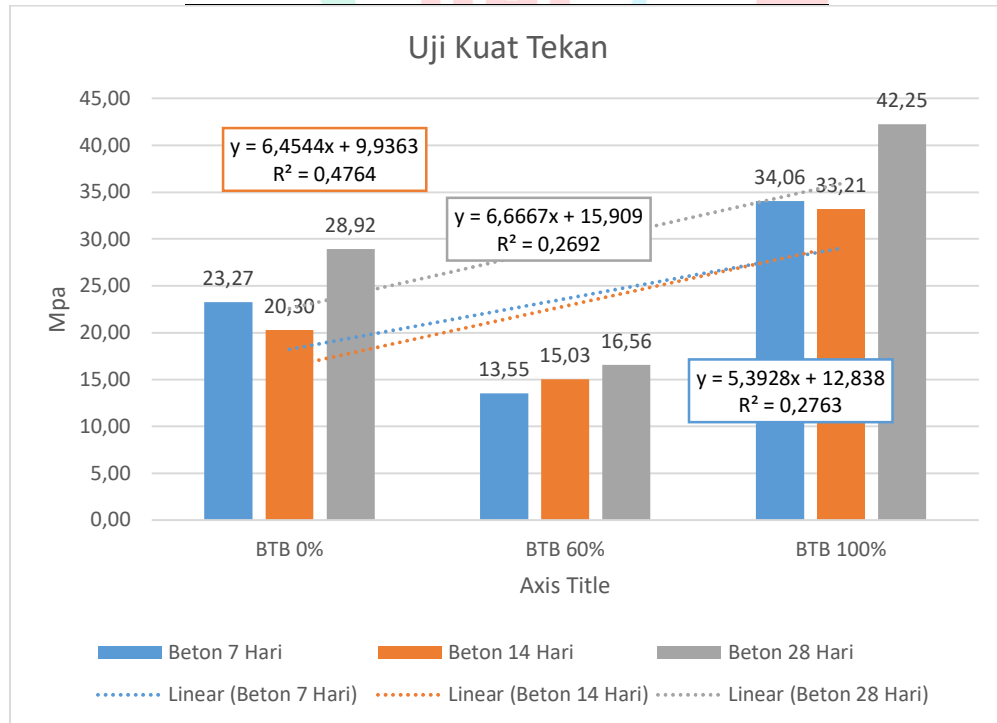 Uji Kuat Tekan
Mpa
45,00
40,00
35,00
30,00
25,00
20,00
15,00
10,00
5,00
0,00
y = 6,4544x + 9,9363
R² = 0,4764
y = 6,6667x + 15,909
R² = 0,2692
y = 5,3928x + 12,838
R² = 0,2763
23,27
20,30
28,92
13,55
15,03
16,56
34,06
33,21
42,25
BTB 0%
BTB 60%
BTB 100%
Axis Title
Beton 7 Hari
Beton 14 Hari
Beton 28 Hari
Linear (Beton 7 Hari)
Linear (Beton 14 Hari)
Linear (Beton 28 Hari)